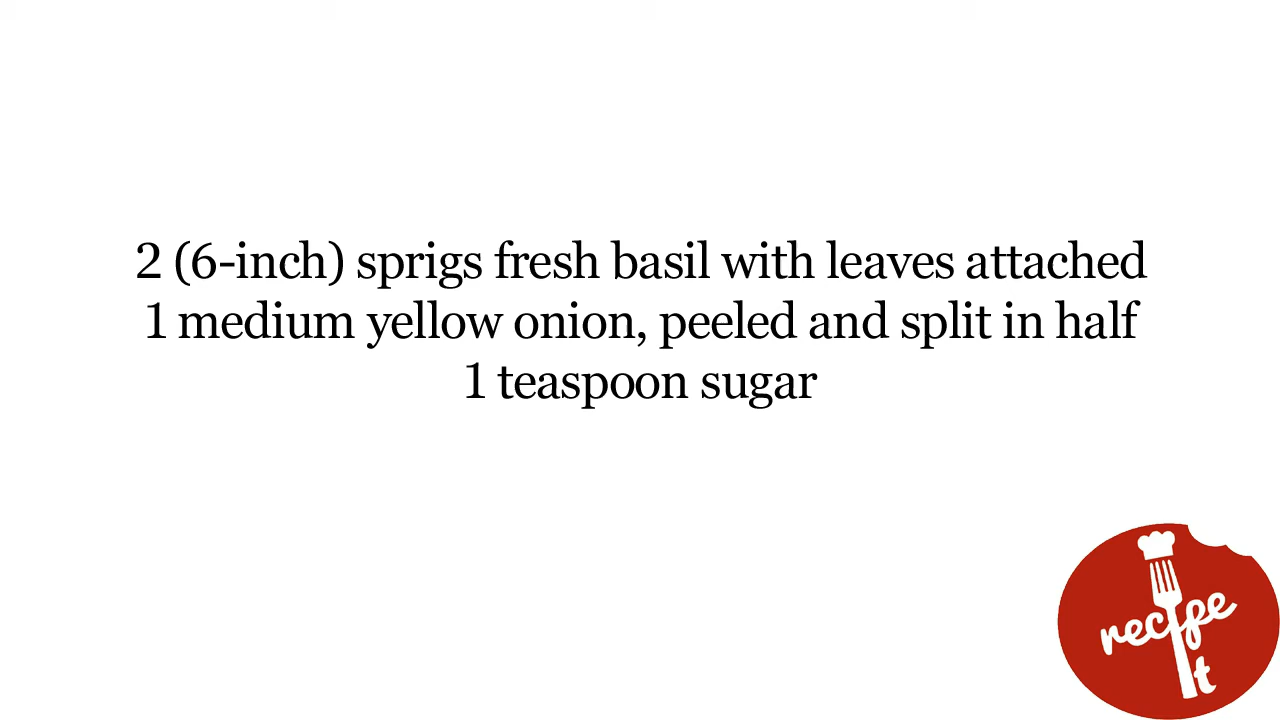 2 (6-inch) sprigs fresh basil with leaves attached
1 medium yellow onion, peeled and split in half
1 teaspoon sugar
recipe
It